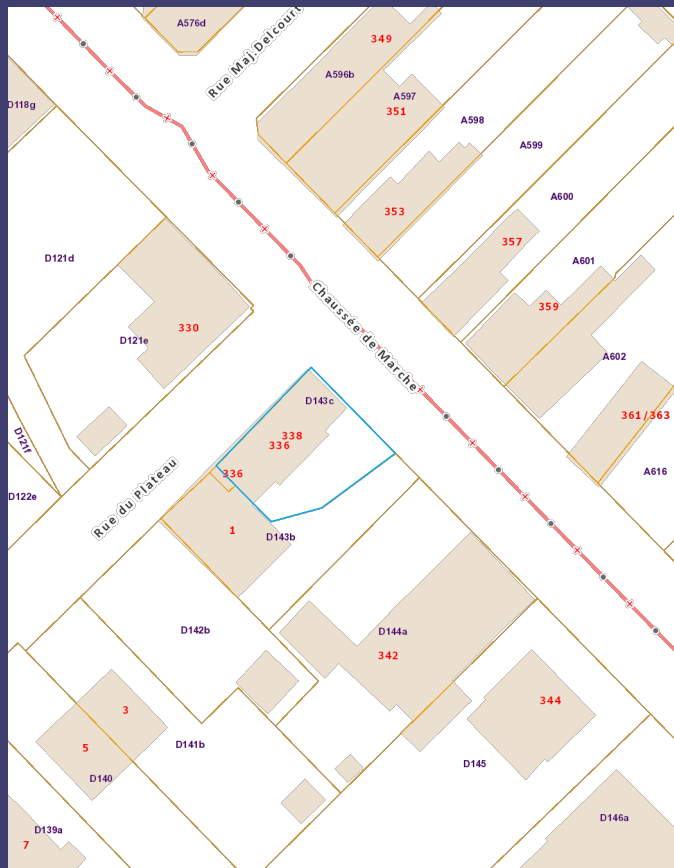 A576d
349
Rue Maj.Delcourt
A596b
A597
D118g
351
A598
A599
A600
353
357
D121d
A601
359
Chaussée de Marche
330
D121e
A602
D143c
361/363
338
336
D121f
336
A616
D122e
Rue du Plateau
1
D143b
D142b
D144a
342
344
3
5
D141b
D140
D145
D146a
D139a
7